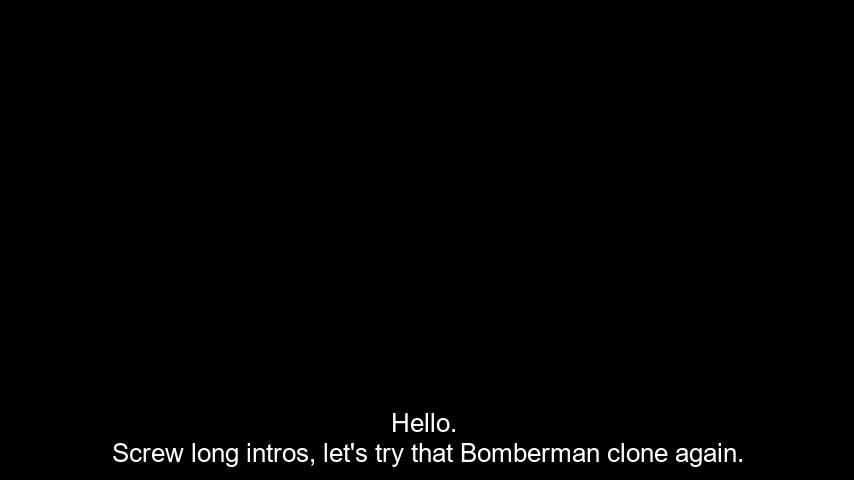 Hello.
Screw long intros, let's try that Bomberman clone again.